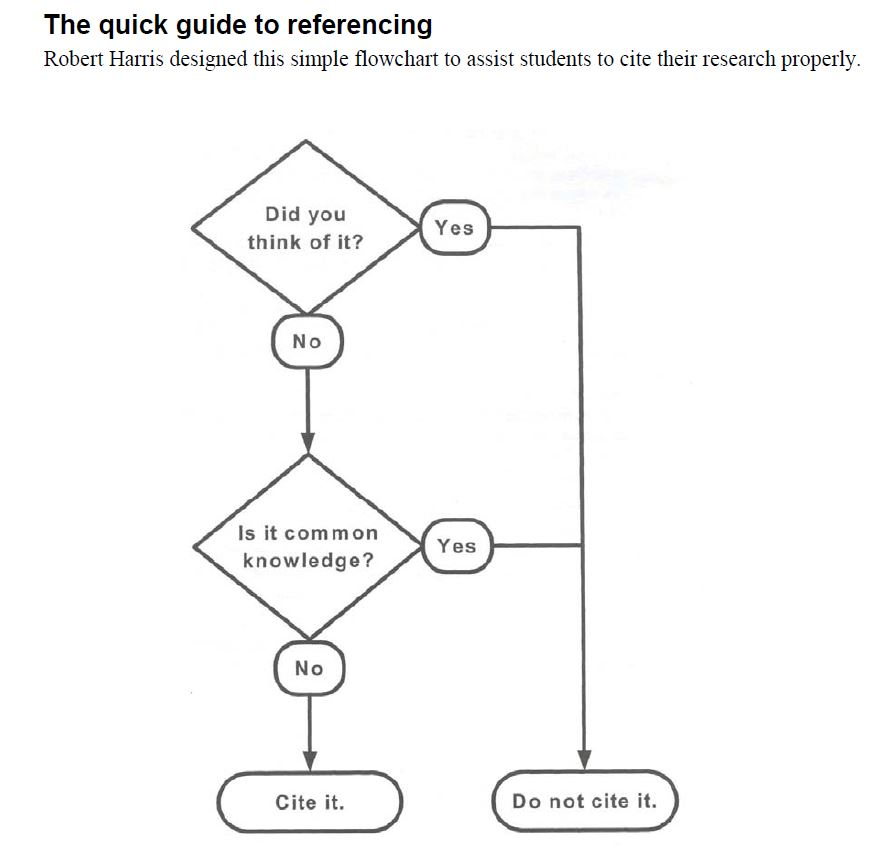 The quick guide to referencing
Robert Harris designed this simple flowchart to assist students to cite their research properly.
Did you
think of it?
Yes
No
Is it common
knowledge?
Yes
No
Cite it.
Do not cite it.